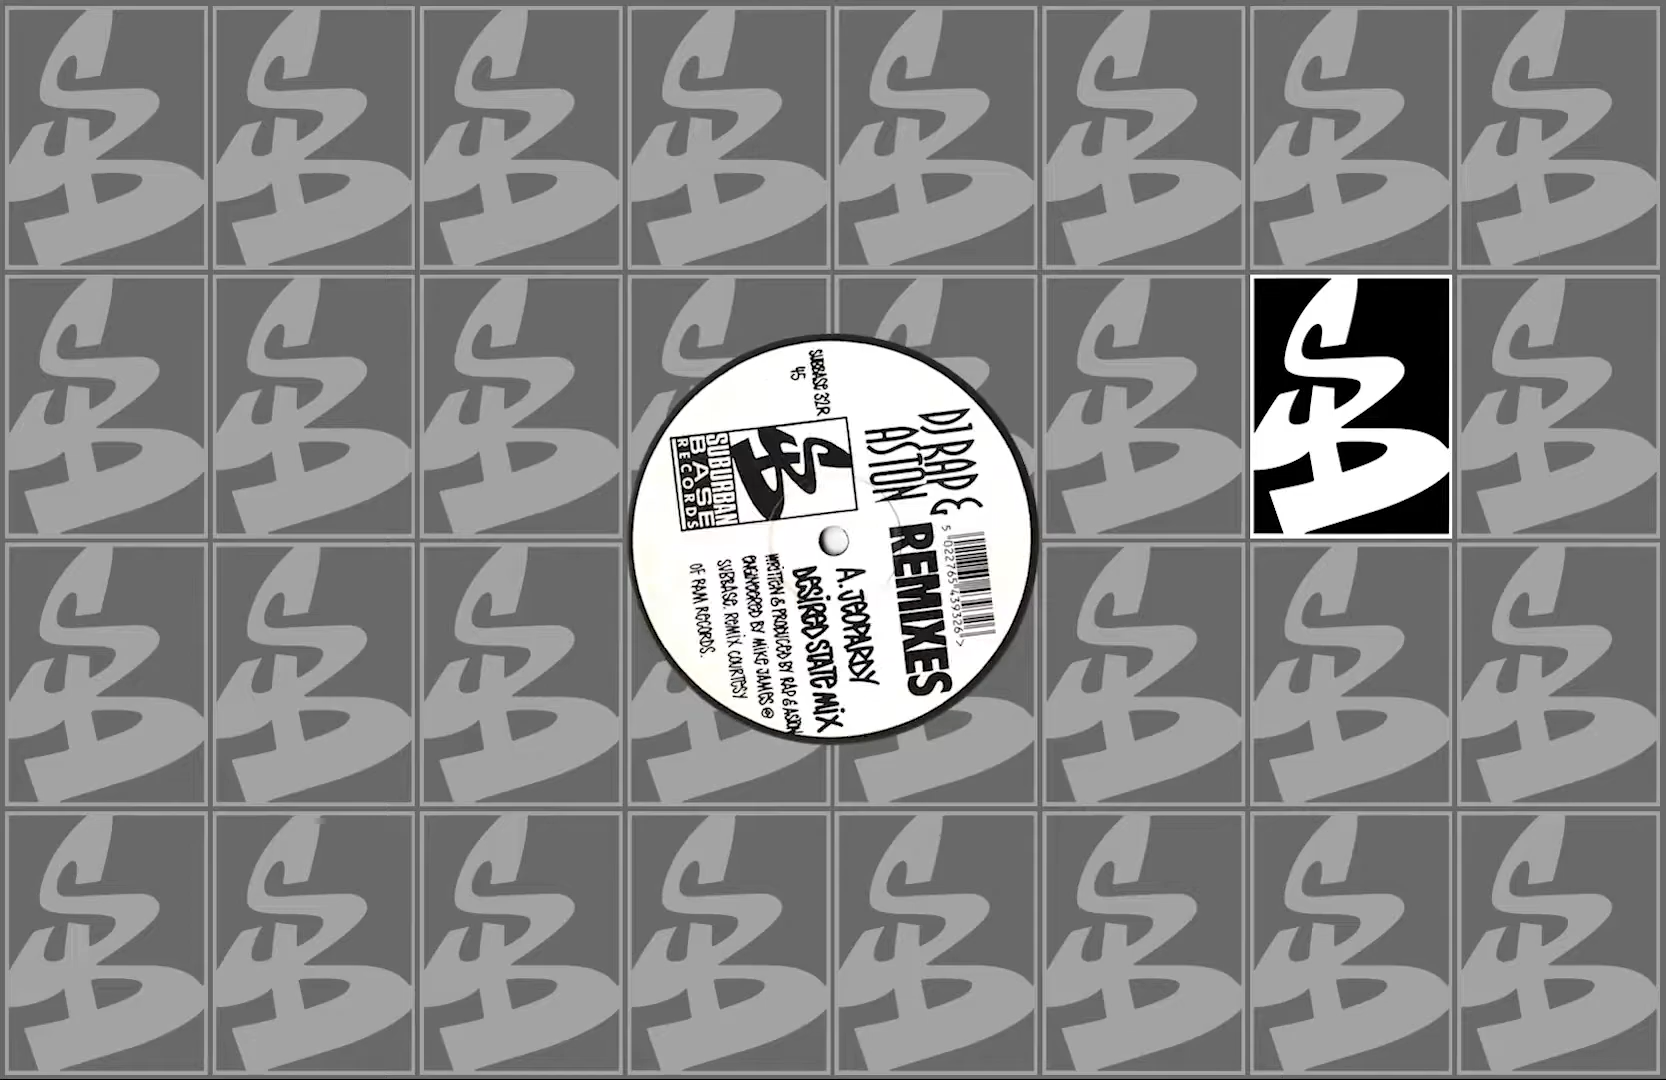 SUBBASE 32R
45
DJ RAP &
ASTON
REMIXES
SUBURBAN
BASE
RECORDS
5 022765 439326 >
A. JEOPARDY
DESIRED STATE MIX
WRITTEN & PRODUCED BY RAP & ASTON
ENGINEERED BY MIKE JAMES @
SUBBASE. REMIX COURTESY
OF RAM RECORDS.